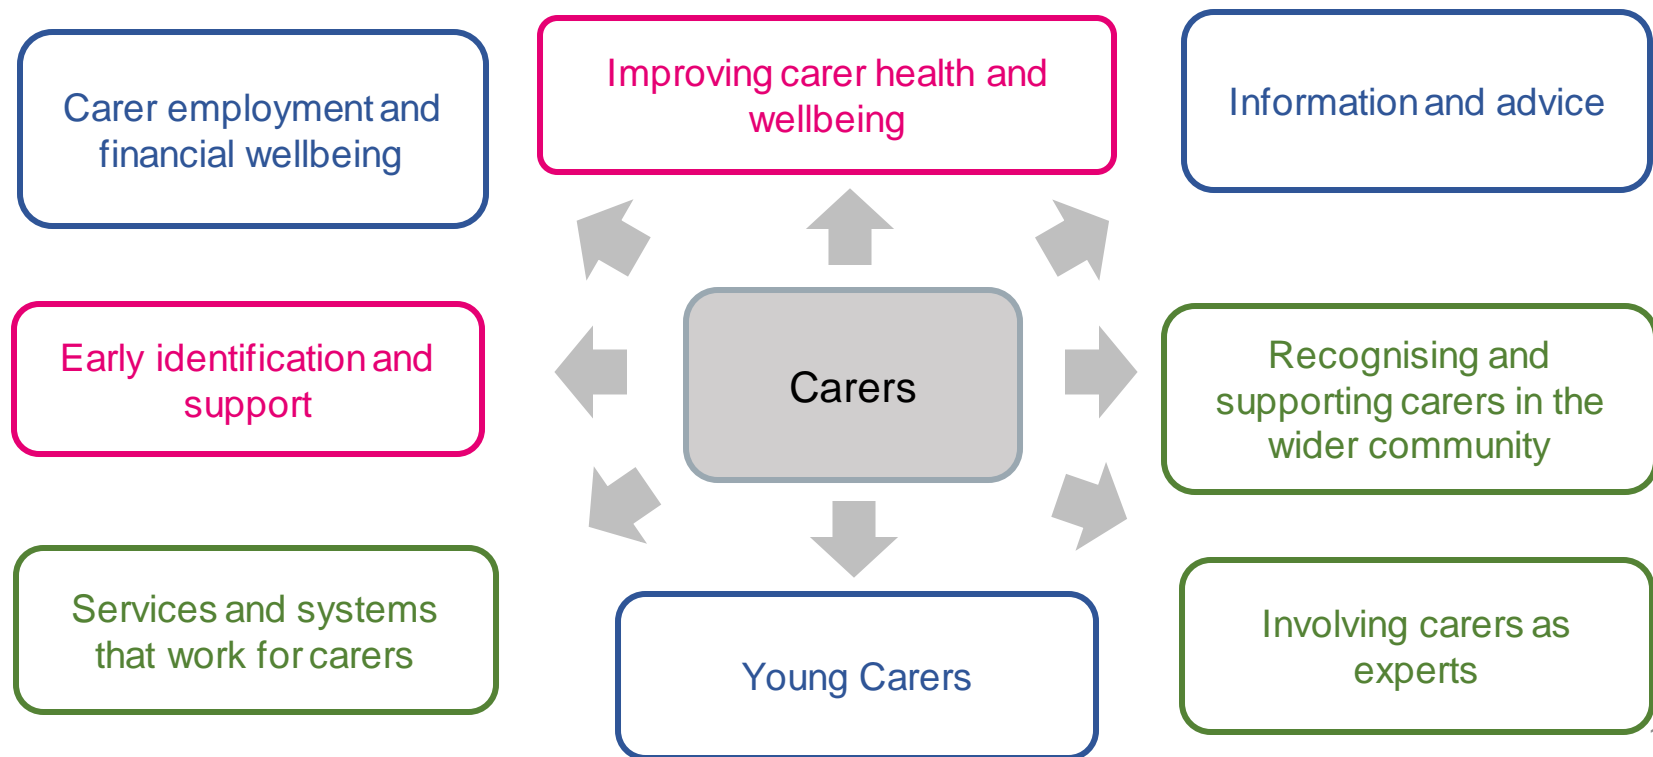 Carer employment and
financial wellbeing
Improving carer health and
wellbeing
Information and advice
Early identification and
support
Carers
Recognising and
supporting carers in the
wider community
Services and systems
that work for carers
Young Carers
Involving carers as
experts